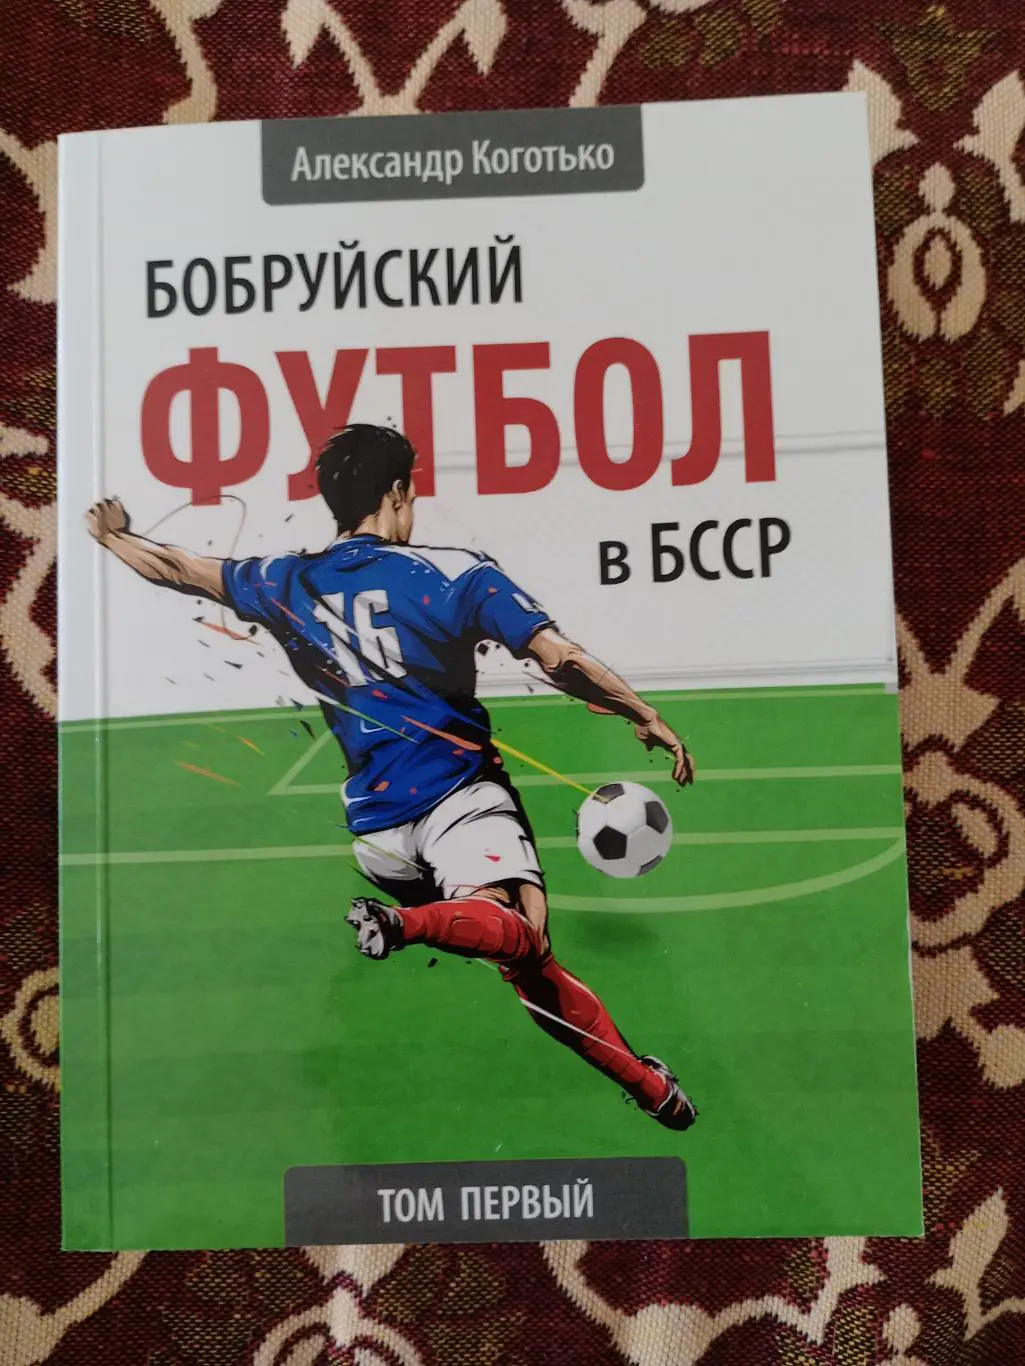 Александр Коготько
БОБРУЙСКИЙ
ФУТБОЛ
в БССР
16
ТОМ ПЕРВЫЙ